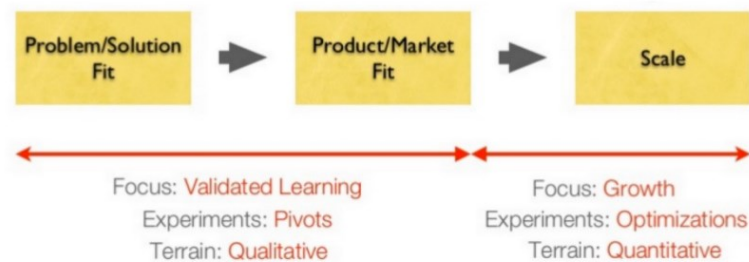 Problem/Solution
Fit
Product/Market
Fit
Scale
Focus: Validated Learning
Experiments: Pivots
Terrain: Qualitative
Focus: Growth
Experiments: Optimizations
Terrain: Quantitative